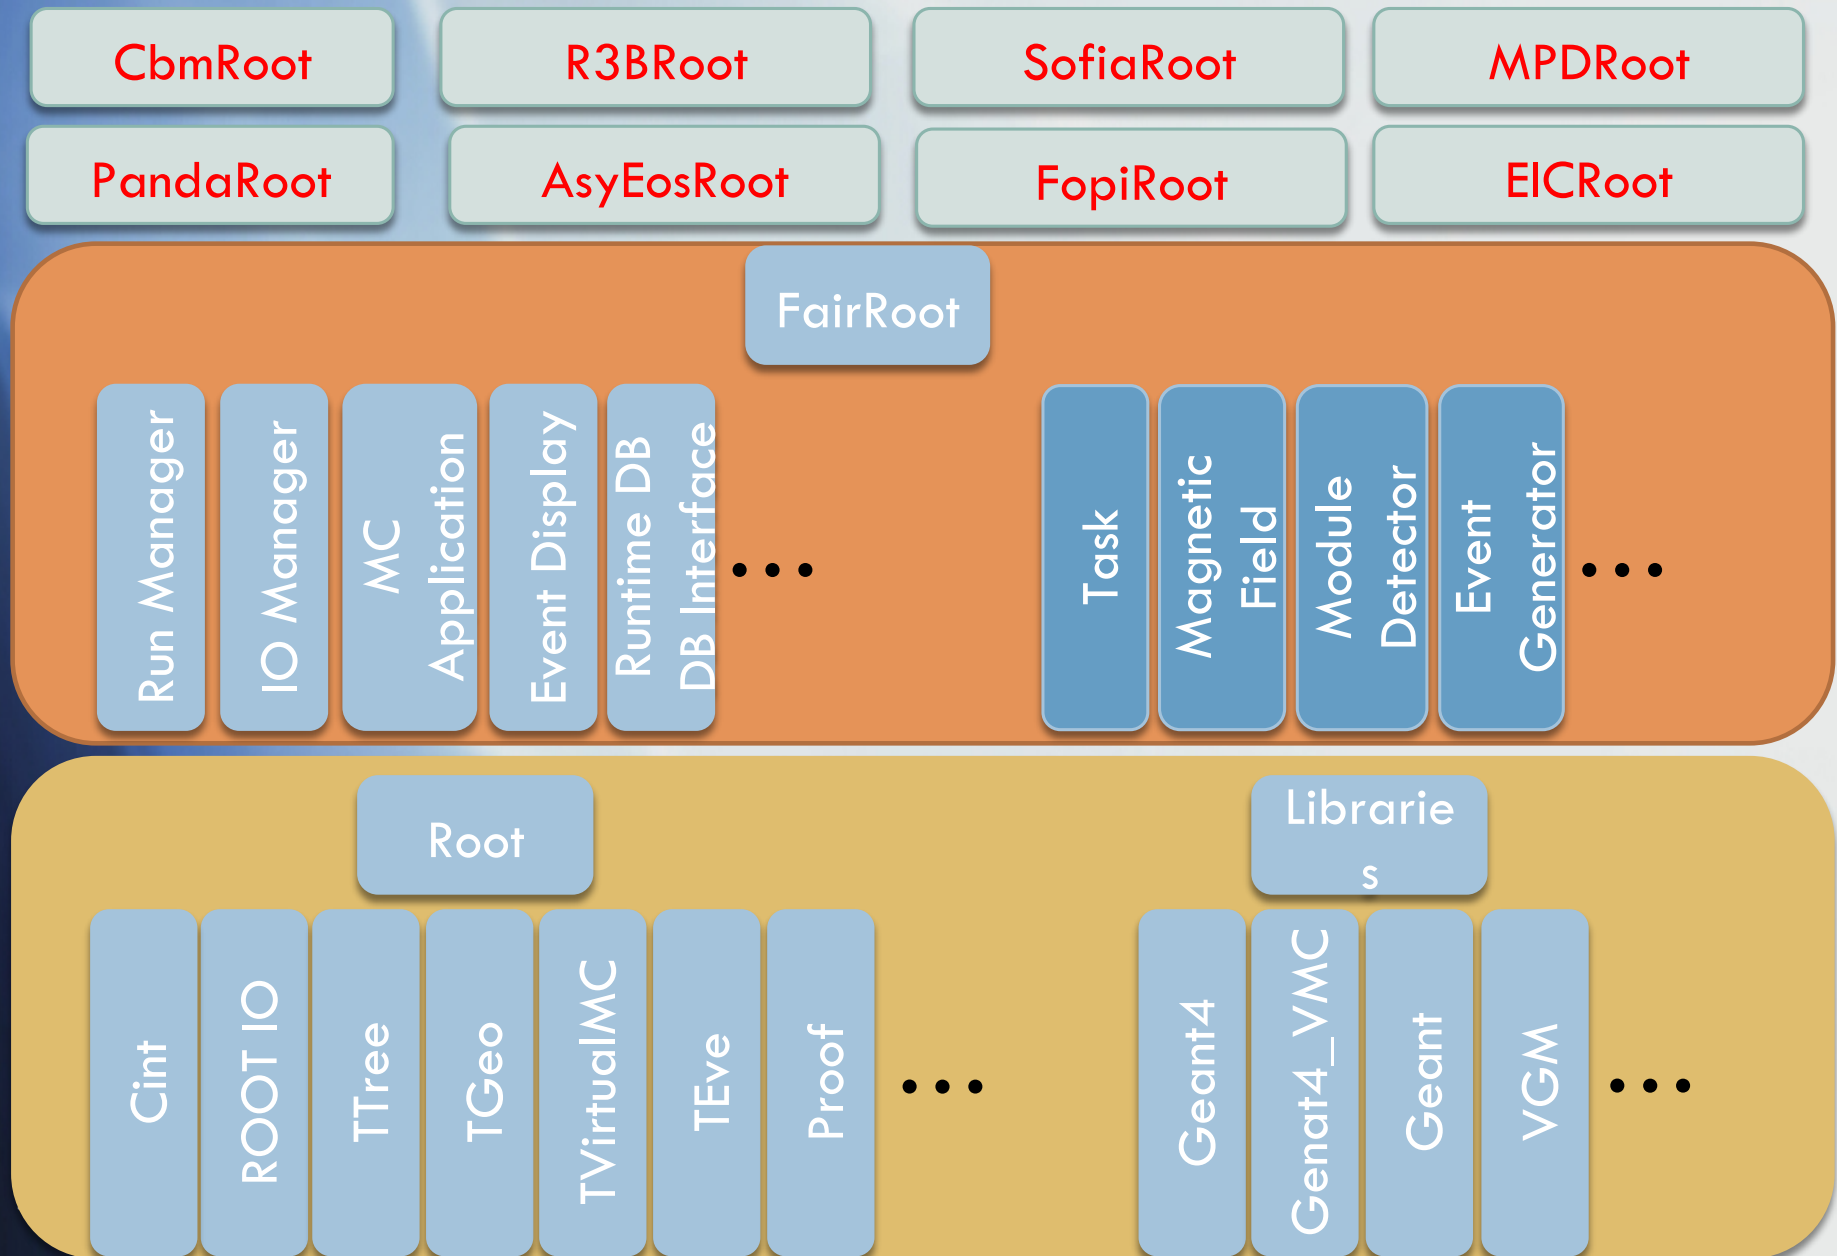 CbmRoot
R3BRoot
SofiaRoot
MPDRoot
PandaRoot
AsyEosRoot
FopiRoot
EICRoot
FairRoot
Run Manager
IO Manager
MC
Application
Event Display
Runtime DB
DB Interface
...
Task
Magnetic
Field
Module
Detector
Event
Generator
...
Root
Librarie
s
Cint
ROOT IO
TTree
TGeo
TVirtualMC
TEve
Proof
...
Geant4
Genat4_VMC
Geant
VGM
...